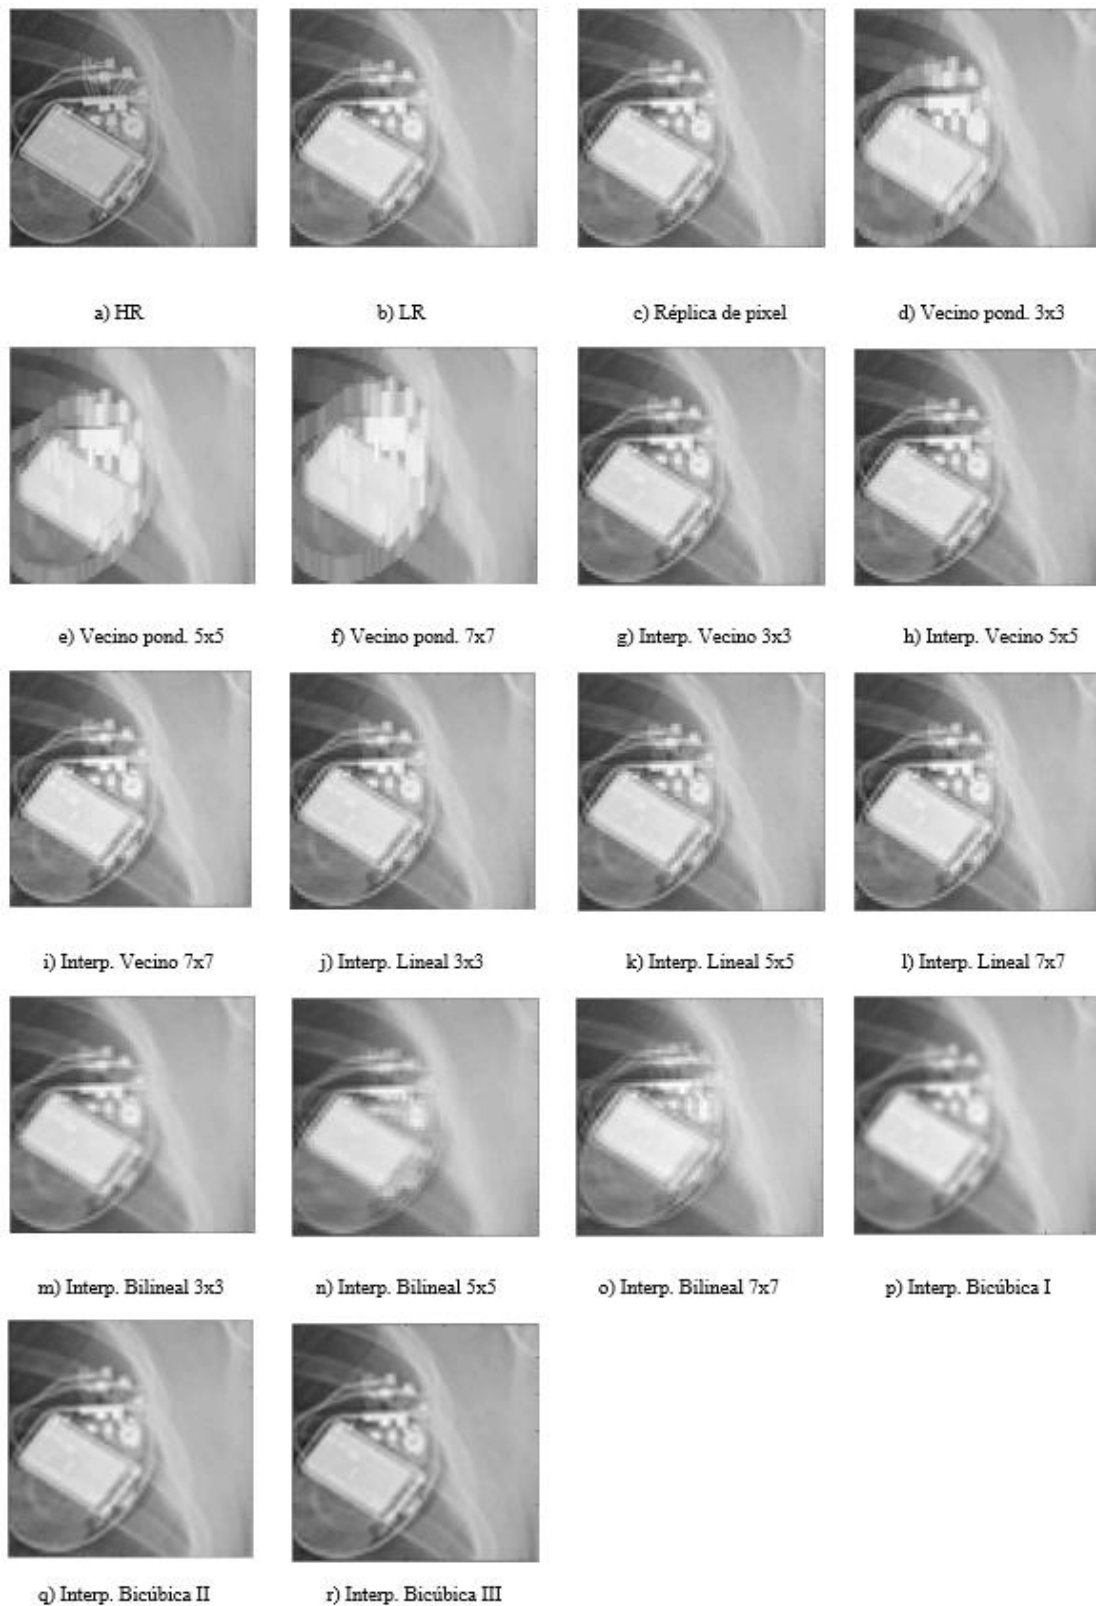 a) HR
b) LR
c) Réplica de pixel
d) Vecino pond. 3x3
e) Vecino pond. 5x5
f) Vecino pond. 7x7
g) Interp. Vecino 3x3
h) Interp. Vecino 5x5
i) Interp. Vecino 7x7
j) Interp. Lineal 3x3
k) Interp. Lineal 5x5
l) Interp. Lineal 7x7
m) Interp. Bilineal 3x3
n) Interp. Bilineal 5x5
o) Interp. Bilineal 7x7
p) Interp. Bicúbica I
q) Interp. Bicúbica II
r) Interp. Bicúbica III